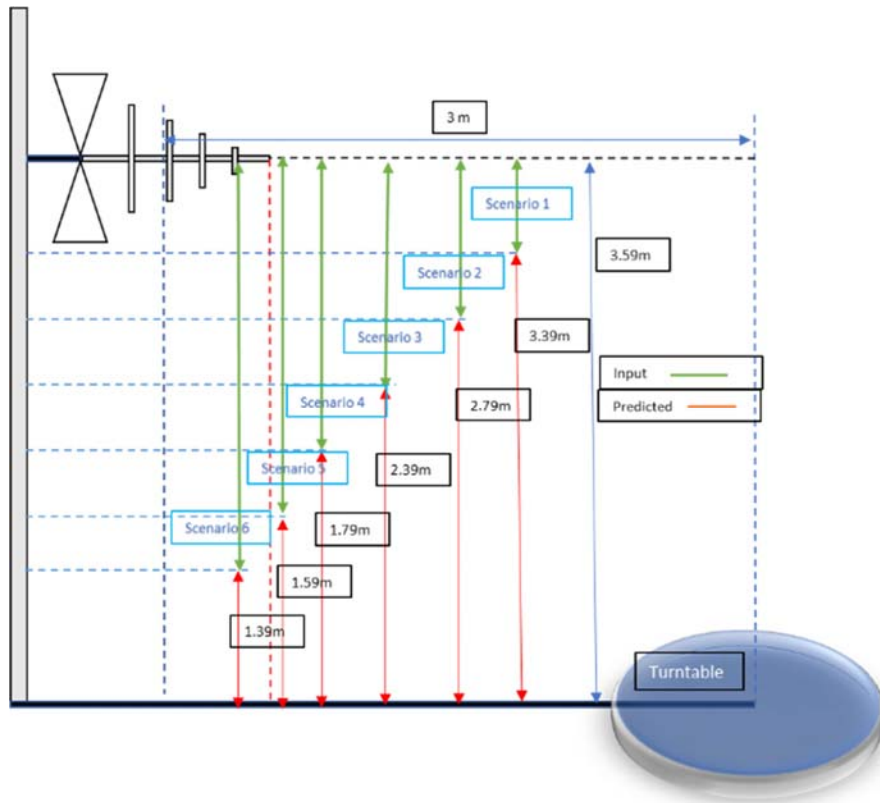 3 m
Scenario 1
3.59m
Scenario 2
3.39m
Scenario 3
Input
2.79m
Predicted
Scenario 4
2.39m
Scenario 5
1.79m
Scenario 6
1.59m
1.39m
Turntable